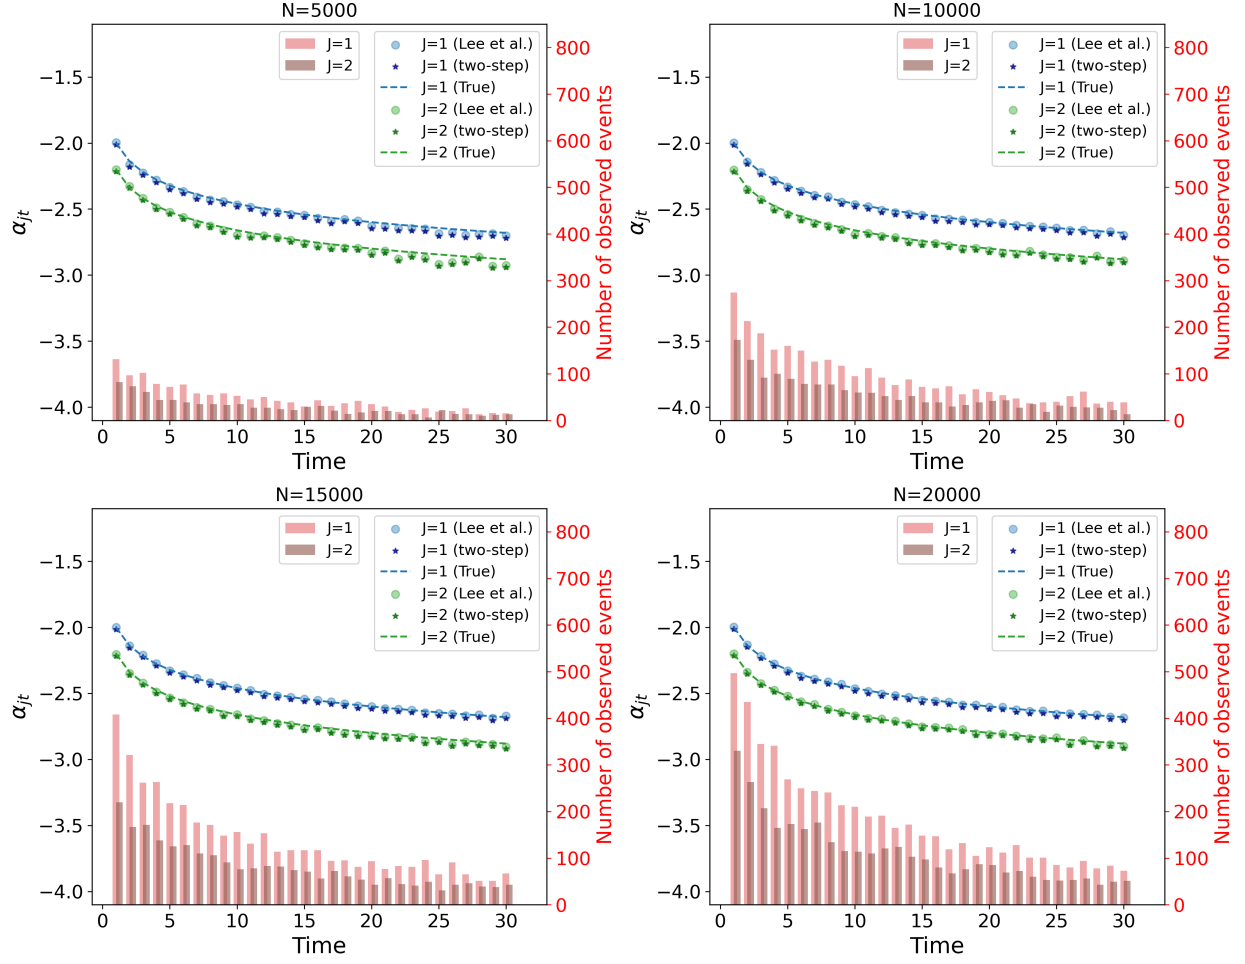 N=5000
J=1
J=2
J=1 (Lee et al.)
J=1 (two-step)
J=1 (True)
J=2 (Lee et al.)
J=2 (two-step)
J=2 (True)
−1.5
−2.0
−2.5
−3.0
−3.5
−4.0
α_jt
0 5 10 15 20 25 30
Time
800
700
600
500
400
300
200
100
0
Number of observed events
N=10000
J=1
J=2
J=1 (Lee et al.)
J=1 (two-step)
J=1 (True)
J=2 (Lee et al.)
J=2 (two-step)
J=2 (True)
−1.5
−2.0
−2.5
−3.0
−3.5
−4.0
α_jt
0 5 10 15 20 25 30
Time
800
700
600
500
400
300
200
100
0
Number of observed events
N=15000
J=1
J=2
J=1 (Lee et al.)
J=1 (two-step)
J=1 (True)
J=2 (Lee et al.)
J=2 (two-step)
J=2 (True)
−1.5
−2.0
−2.5
−3.0
−3.5
−4.0
α_jt
0 5 10 15 20 25 30
Time
800
700
600
500
400
300
200
100
0
Number of observed events
N=20000
J=1
J=2
J=1 (Lee et al.)
J=1 (two-step)
J=1 (True)
J=2 (Lee et al.)
J=2 (two-step)
J=2 (True)
−1.5
−2.0
−2.5
−3.0
−3.5
−4.0
α_jt
0 5 10 15 20 25 30
Time
800
700
600
500
400
300
200
100
0
Number of observed events